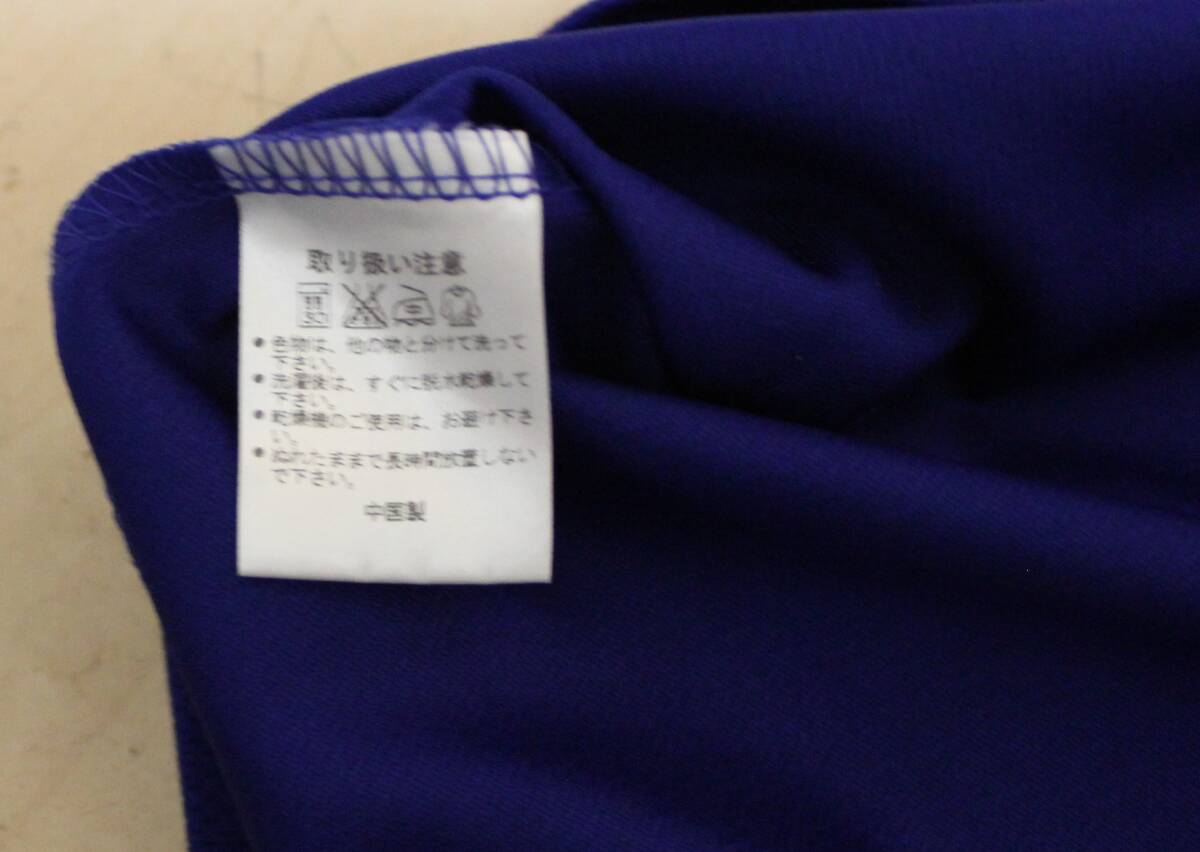 取り扱い注意
• 色物は、他の物と分けて洗って
下さい。
• 洗濯後は、すぐに脱水乾燥して
下さい。
• 乾燥機のご使用は、お避け下さ
い。
• ぬれたままで長時間放置しない
で下さい。
中国製